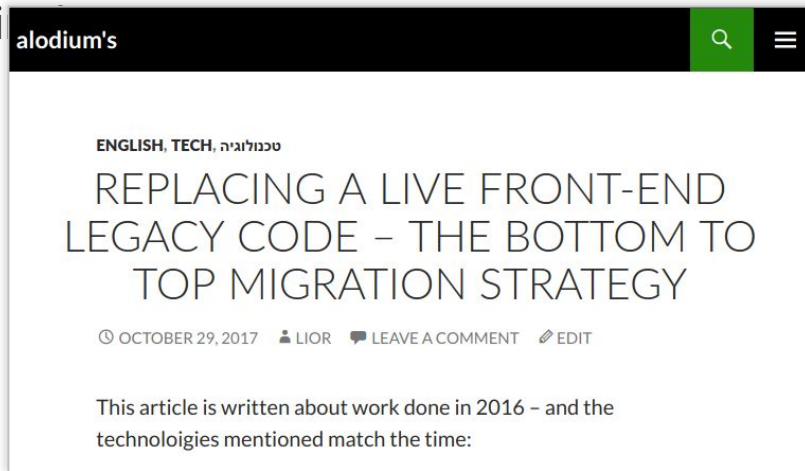 alodium's
ENGLISH, TECH, טכנולוגיה
REPLACING A LIVE FRONT-END
LEGACY CODE – THE BOTTOM TO
TOP MIGRATION STRATEGY
OCTOBER 29, 2017 LIOR LEAVE A COMMENT EDIT
This article is written about work done in 2016 – and the
technoloigies mentioned match the time: